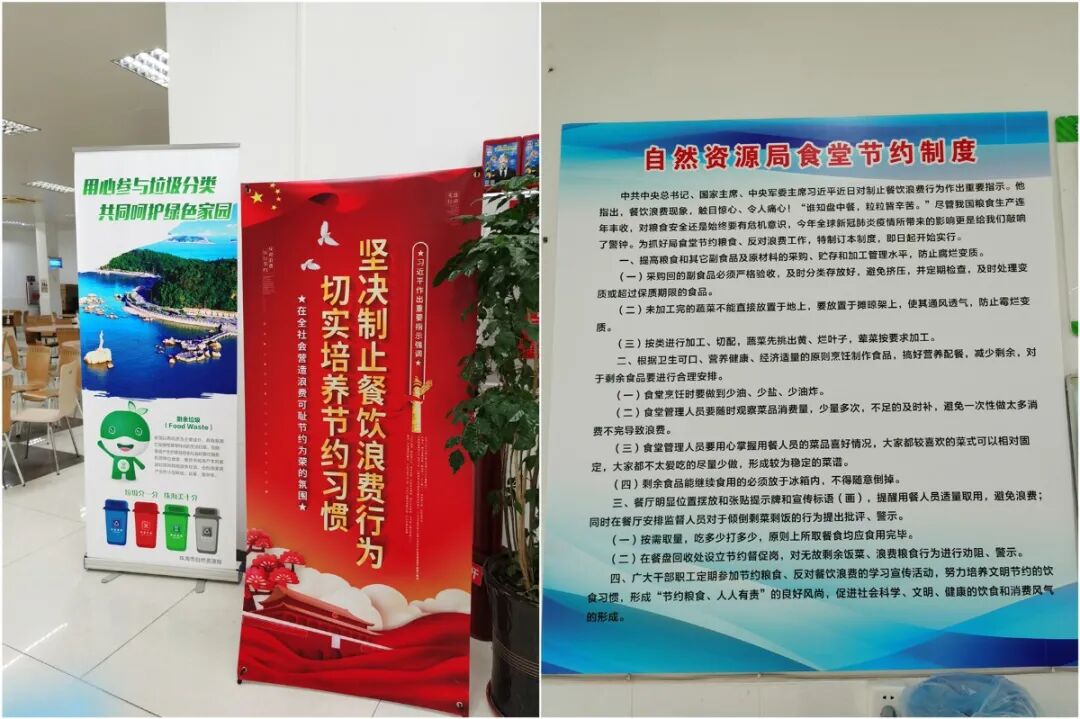 用心参与垃圾分类
共同呵护绿色家园
厨余垃圾
(Food Waste)
垃圾分一分 珠海美十分
珠海市自然资源局
习近平作出重要指示强调
坚决制止餐饮浪费行为
切实培养节约习惯
★在全社会营造浪费可耻节约为荣的氛围★
自然资源局食堂节约制度
中共中央总书记、国家主席、中央军委主席习近平近日对制止餐饮浪费行为作出重要指示。他
指出，餐饮浪费现象，触目惊心、令人痛心！“谁知盘中餐，粒粒皆辛苦。”尽管我国粮食生产连
年丰收，对粮食安全还是始终要有危机意识，今年全球新冠肺炎疫情所带来的影响更是给我们敲响
了警钟。为抓好局食堂节约粮食、反对浪费工作，特制订本制度，即日起开始实行。
一、提高粮食和其它副食品及原材料的采购、贮存和加工管理水平，防止腐烂变质。
（一）采购回的副食品必须严格验收，及时分类存放好，避免挤压，并定期检查，及时处理变
质或超过保质期限的食品。
（二）未加工完的蔬菜不能直接放置于地上，要放置于摊晾架上，使其通风透气，防止霉烂变
质。
（三）按类进行加工、切配，蔬菜先挑出黄、烂叶子，荤菜按要求加工。
二、根据卫生可口、营养健康、经济适量的原则烹饪制作食品，搞好营养配餐，减少剩余，对
于剩余食品要进行合理安排。
（一）食堂烹饪时要做到少油、少盐、少油炸。
（二）食堂管理人员要随时观察菜品消费量，少量多次，不足的及时补，避免一次性做太多消
费不完导致浪费。
（三）食堂管理人员要用心掌握用餐人员的菜品喜好情况，大家都较喜欢的菜式可以相对固
定，大家都不太爱吃的尽量少做，形成较为稳定的菜谱。
（四）剩余食品能继续食用的必须放于冰箱内，不得随意倒掉。
三、餐厅明显位置摆放和张贴提示牌和宣传标语（画），提醒用餐人员适量取用，避免浪费；
同时在餐厅安排监督人员对于倾倒剩菜剩饭的行为提出批评、警示。
（一）按需取量，吃多少打多少，原则上所取餐食均应食用完毕。
（二）在餐盘回收处设立节约督促岗，对无故剩余饭菜、浪费粮食行为进行劝阻、警示。
四、广大干部职工定期参加节约粮食、反对餐饮浪费的学习宣传活动，努力培养文明节约的饮
食习惯，形成“节约粮食、人人有责”的良好风尚，促进社会科学、文明、健康的饮食和消费风气
的形成。